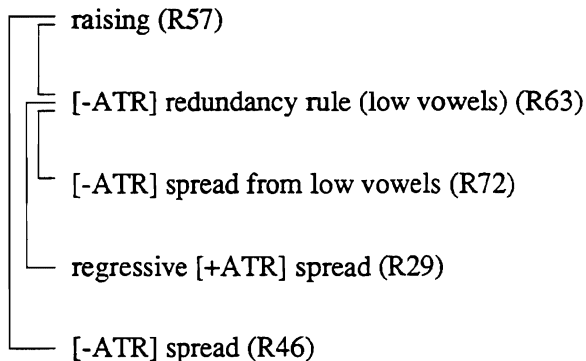 raising (R57)
[-ATR] redundancy rule (low vowels) (R63)
[-ATR] spread from low vowels (R72)
regressive [+ATR] spread (R29)
[-ATR] spread (R46)